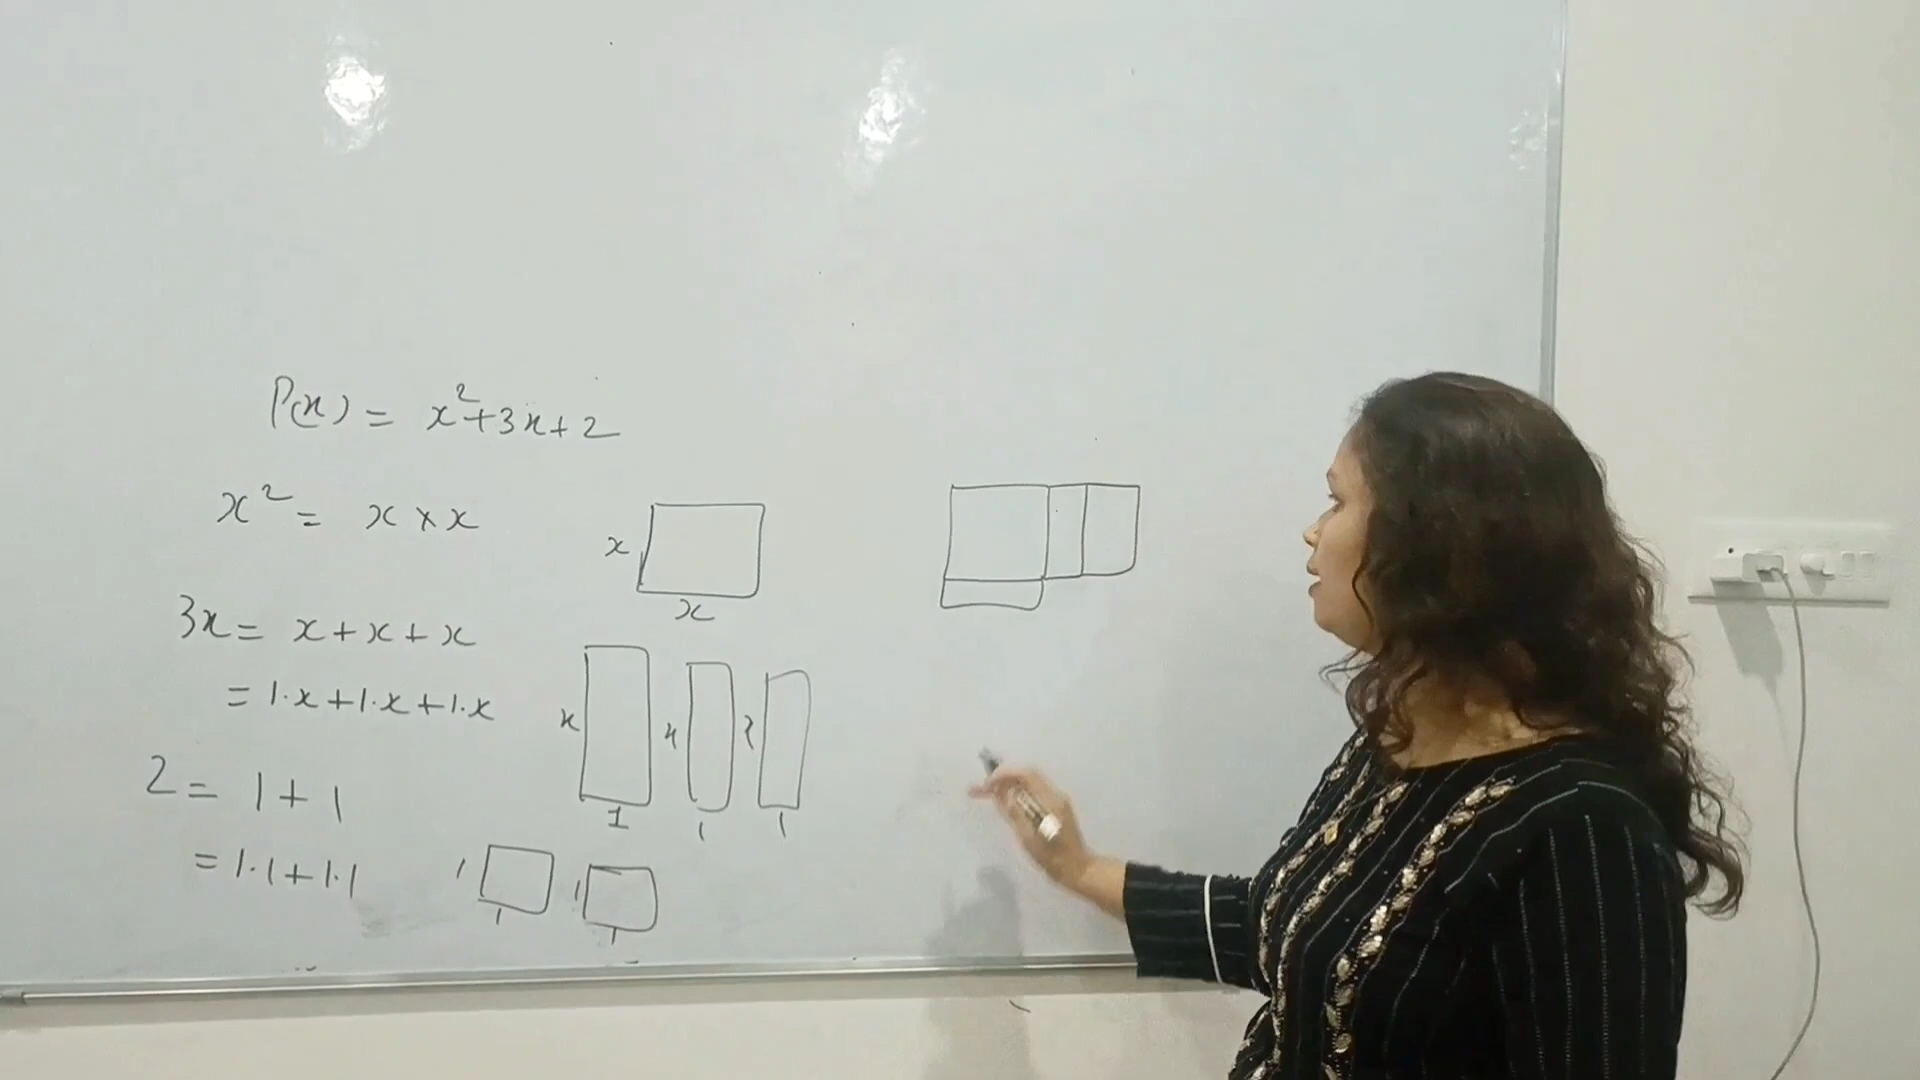 P(x) = x²+3x+2
x² = x × x
x
x
3x = x + x + x
= 1·x+1·x+1·x
x x x
1 1 1
2 = 1 + 1
= 1·1+1·1
1 1
1 1